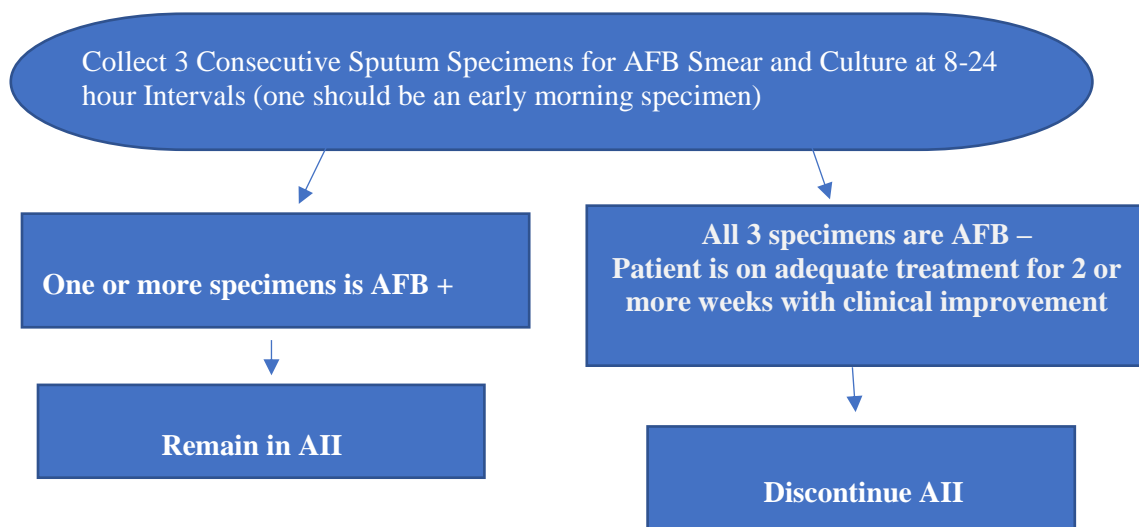 Collect 3 Consecutive Sputum Specimens for AFB Smear and Culture at 8-24
hour Intervals (one should be an early morning specimen)
One or more specimens is AFB +
All 3 specimens are AFB –
Patient is on adequate treatment for 2 or
more weeks with clinical improvement
Remain in AII
Discontinue AII